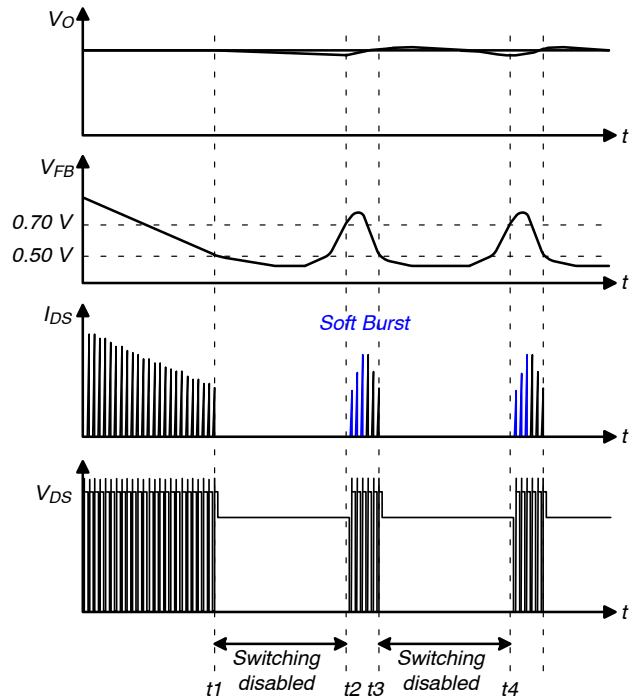 VO
t
VFB
0.70 V
0.50 V
t
IDS
Soft Burst
t
VDS
t
Switching
disabled
Switching
disabled
t1
t2
t3
t4